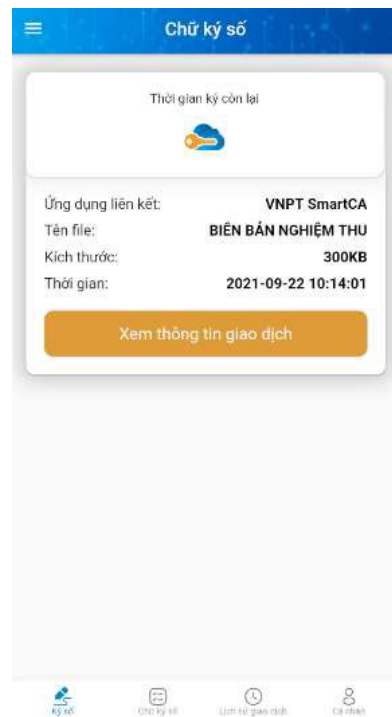 Chữ ký số
Thời gian ký còn lại
Ứng dụng liên kết: VNPT SmartCA
Tên file: BIÊN BẢN NGHIỆM THU
Kích thước: 300KB
Thời gian: 2021-09-22 10:14:01
Xem thông tin giao dịch
Ký số Chữ ký số Lịch sử giao dịch Cá nhân